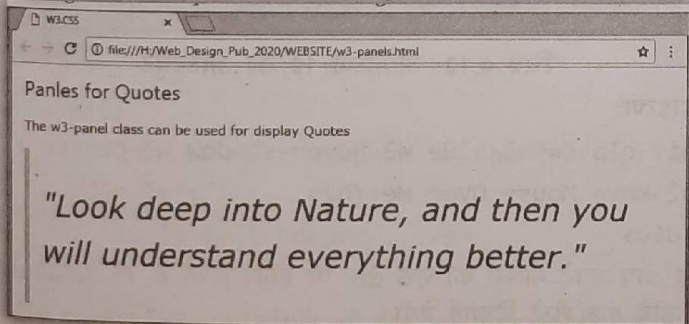 W3.CSS
file:///H:/Web_Design_Pub_2020/WEBSITE/w3-panels.html
Panles for Quotes
The w3-panel class can be used for display Quotes
"Look deep into Nature, and then you
will understand everything better."